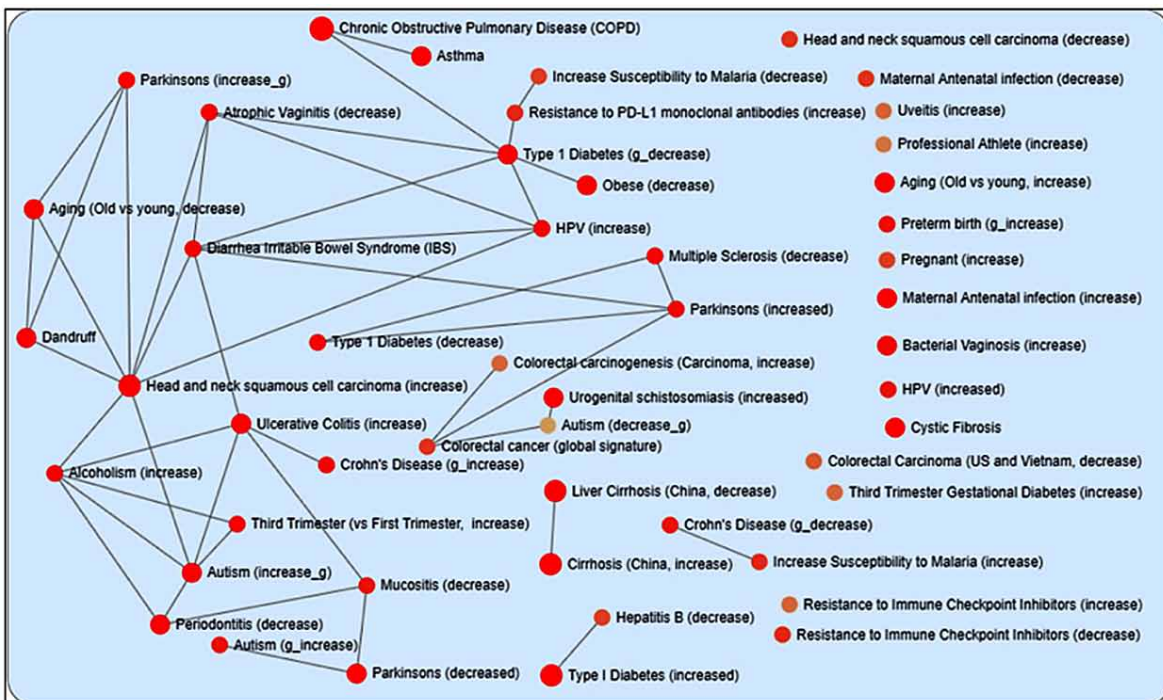 Chronic Obstructive Pulmonary Disease (COPD)
Head and neck squamous cell carcinoma (decrease)
Asthma
Parkinsons (increase_g)
Increase Susceptibility to Malaria (decrease)
Maternal Antenatal infection (decrease)
Atrophic Vaginitis (decrease)
Resistance to PD-L1 monoclonal antibodies (increase)
Uveitis (increase)
Professional Athlete (increase)
Type 1 Diabetes (g_decrease)
Obese (decrease)
Aging (Old vs young, increase)
Aging (Old vs young, decrease)
HPV (increase)
Preterm birth (g_increase)
Diarrhea Irritable Bowel Syndrome (IBS)
Multiple Sclerosis (decrease)
Pregnant (increase)
Maternal Antenatal infection (increase)
Parkinsons (increased)
Dandruff
Type 1 Diabetes (decrease)
Bacterial Vaginosis (increase)
Colorectal carcinogenesis (Carcinoma, increase)
Head and neck squamous cell carcinoma (increase)
HPV (increased)
Urogenital schistosomiasis (increased)
Ulcerative Colitis (increase)
Autism (decrease_g)
Cystic Fibrosis
Colorectal cancer (global signature)
Crohn's Disease (g_increase)
Colorectal Carcinoma (US and Vietnam, decrease)
Alcoholism (increase)
Liver Cirrhosis (China, decrease)
Third Trimester Gestational Diabetes (increase)
Third Trimester (vs First Trimester, increase)
Crohn's Disease (g_decrease)
Cirrhosis (China, increase)
Increase Susceptibility to Malaria (increase)
Autism (increase_g)
Mucositis (decrease)
Resistance to Immune Checkpoint Inhibitors (increase)
Hepatitis B (decrease)
Periodontitis (decrease)
Resistance to Immune Checkpoint Inhibitors (decrease)
Autism (g_increase)
Parkinsons (decreased)
Type I Diabetes (increased)